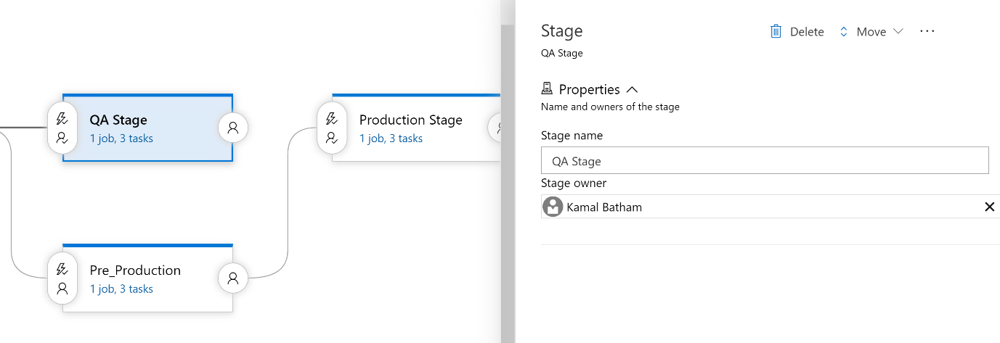 QA Stage
1 job, 3 tasks
Production Stage
1 job, 3 tasks
Pre_Production
1 job, 3 tasks
Stage
Delete
Move
QA Stage
Properties
Name and owners of the stage
Stage name
QA Stage
Stage owner
Kamal Batham